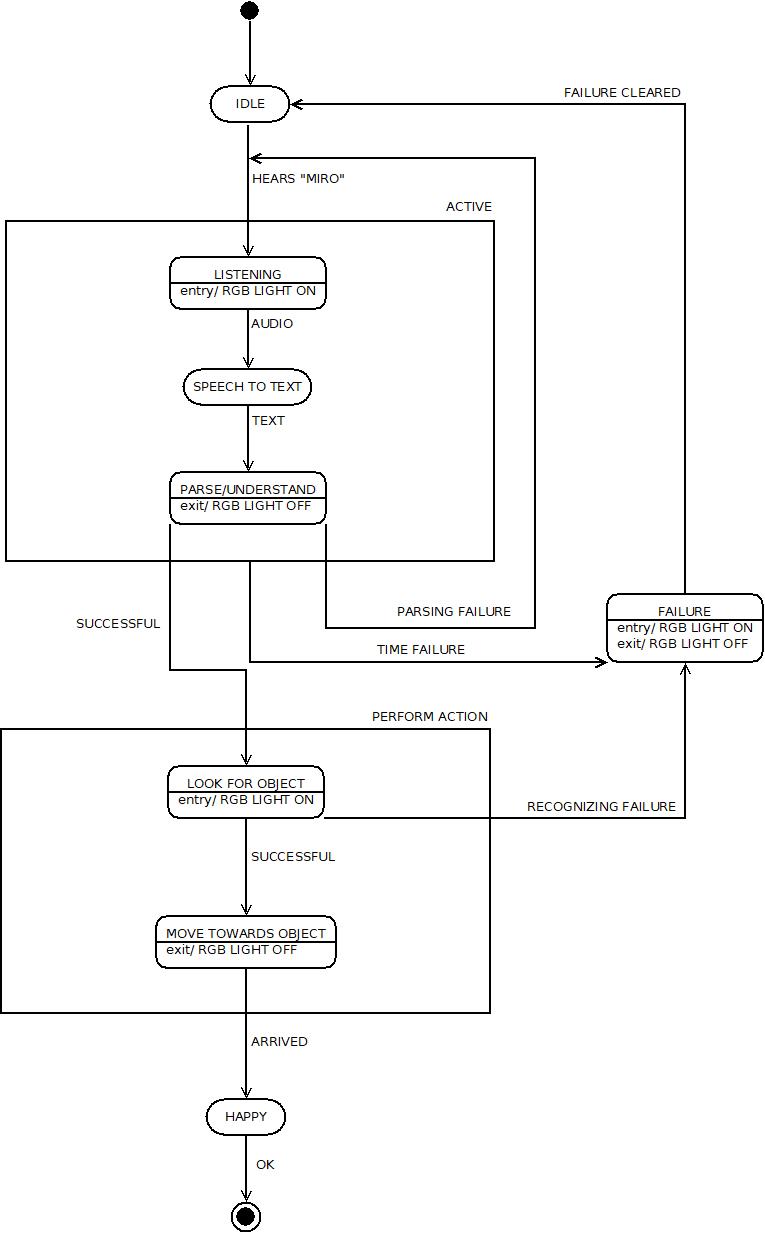 IDLE
FAILURE CLEARED
HEARS "MIRO"
ACTIVE
LISTENING
entry/ RGB LIGHT ON
AUDIO
SPEECH TO TEXT
TEXT
PARSE/UNDERSTAND
exit/ RGB LIGHT OFF
PARSING FAILURE
SUCCESSFUL
TIME FAILURE
FAILURE
entry/ RGB LIGHT ON
exit/ RGB LIGHT OFF
PERFORM ACTION
LOOK FOR OBJECT
entry/ RGB LIGHT ON
RECOGNIZING FAILURE
SUCCESSFUL
MOVE TOWARDS OBJECT
exit/ RGB LIGHT OFF
ARRIVED
HAPPY
OK